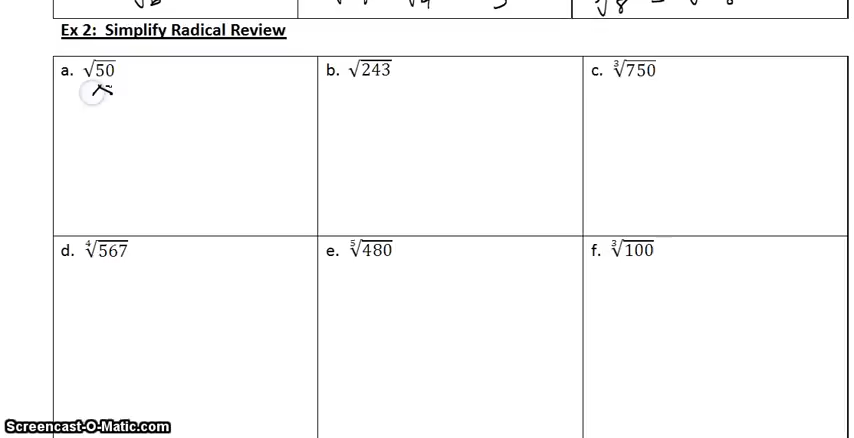 Ex 2: Simplify Radical Review
a. √50
b. √243
c. ∛750
d. ∜567
e. ⁵√480
f. ∛100
Screencast-O-Matic.com